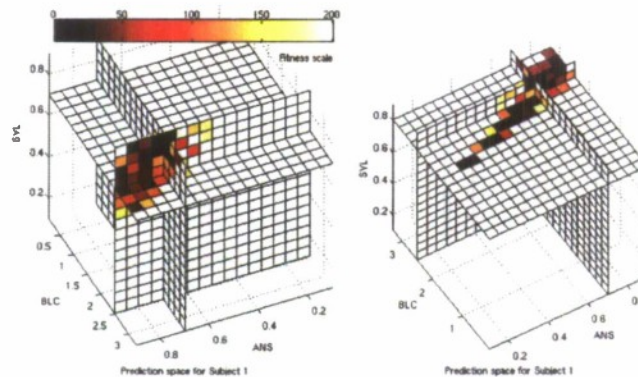 0 50 100 150 200
Fitness scale
0.8
0.6
0.4
0.2
SYL
0.5
1
1.5
2
2.5
3
BLC
0.8 0.6 0.4 0.2
ANS
Prediction space for Subject 1
0.8
0.6
0.4
0.2
SYL
3
2
1
BLC
0.2 0.4 0.6
ANS
Prediction space for Subject 1